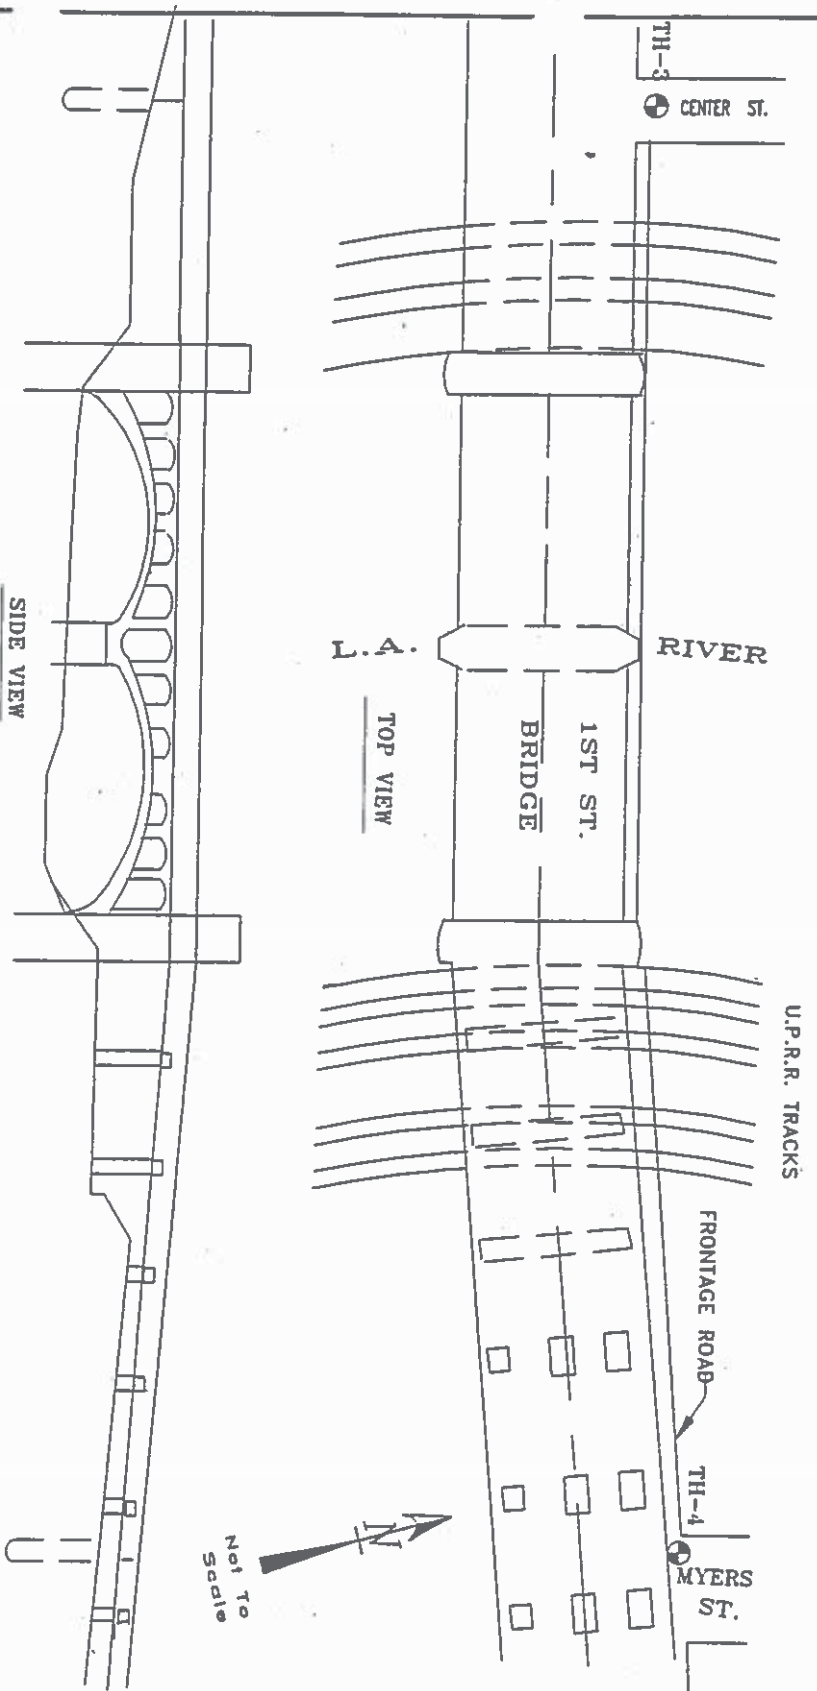 TH-3
CENTER ST.
L.A.
RIVER
TOP VIEW
1ST ST.
BRIDGE
SIDE VIEW
U.P.R.R. TRACKS
FRONTAGE ROAD
TH-4
MYERS
ST.
N
Not To
Scale